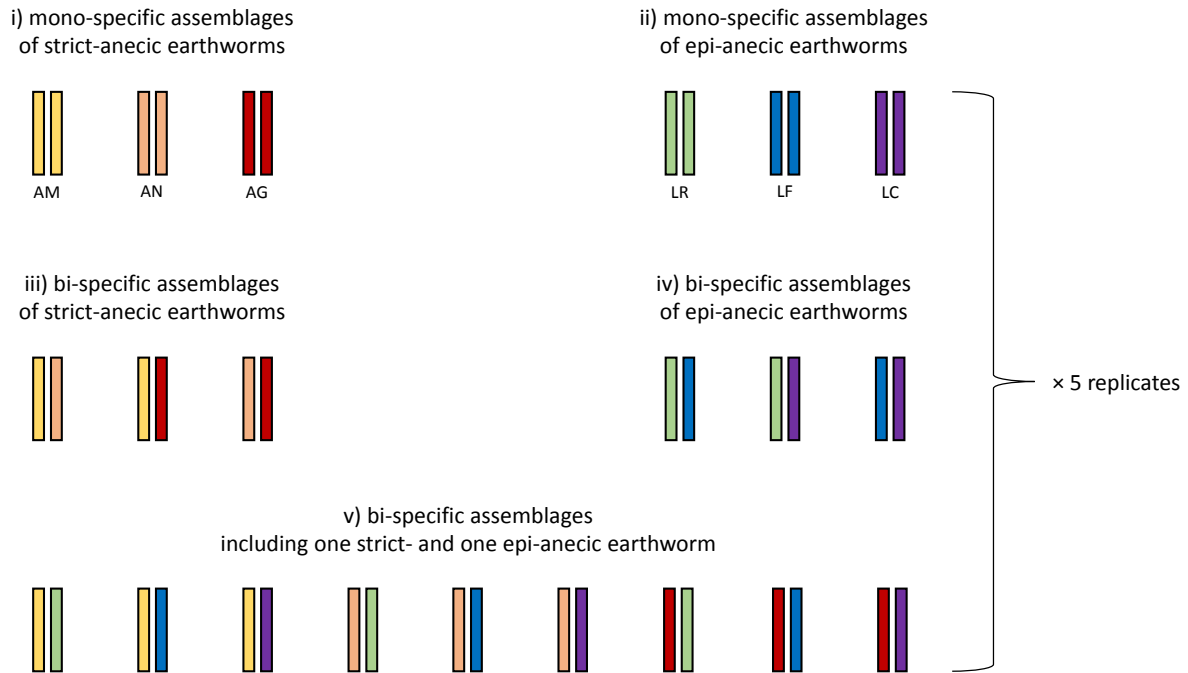 i) mono-specific assemblages
of strict-anecic earthworms
ii) mono-specific assemblages
of epi-anecic earthworms
AM
AN
AG
LR
LF
LC
iii) bi-specific assemblages
of strict-anecic earthworms
iv) bi-specific assemblages
of epi-anecic earthworms
× 5 replicates
v) bi-specific assemblages
including one strict- and one epi-anecic earthworm